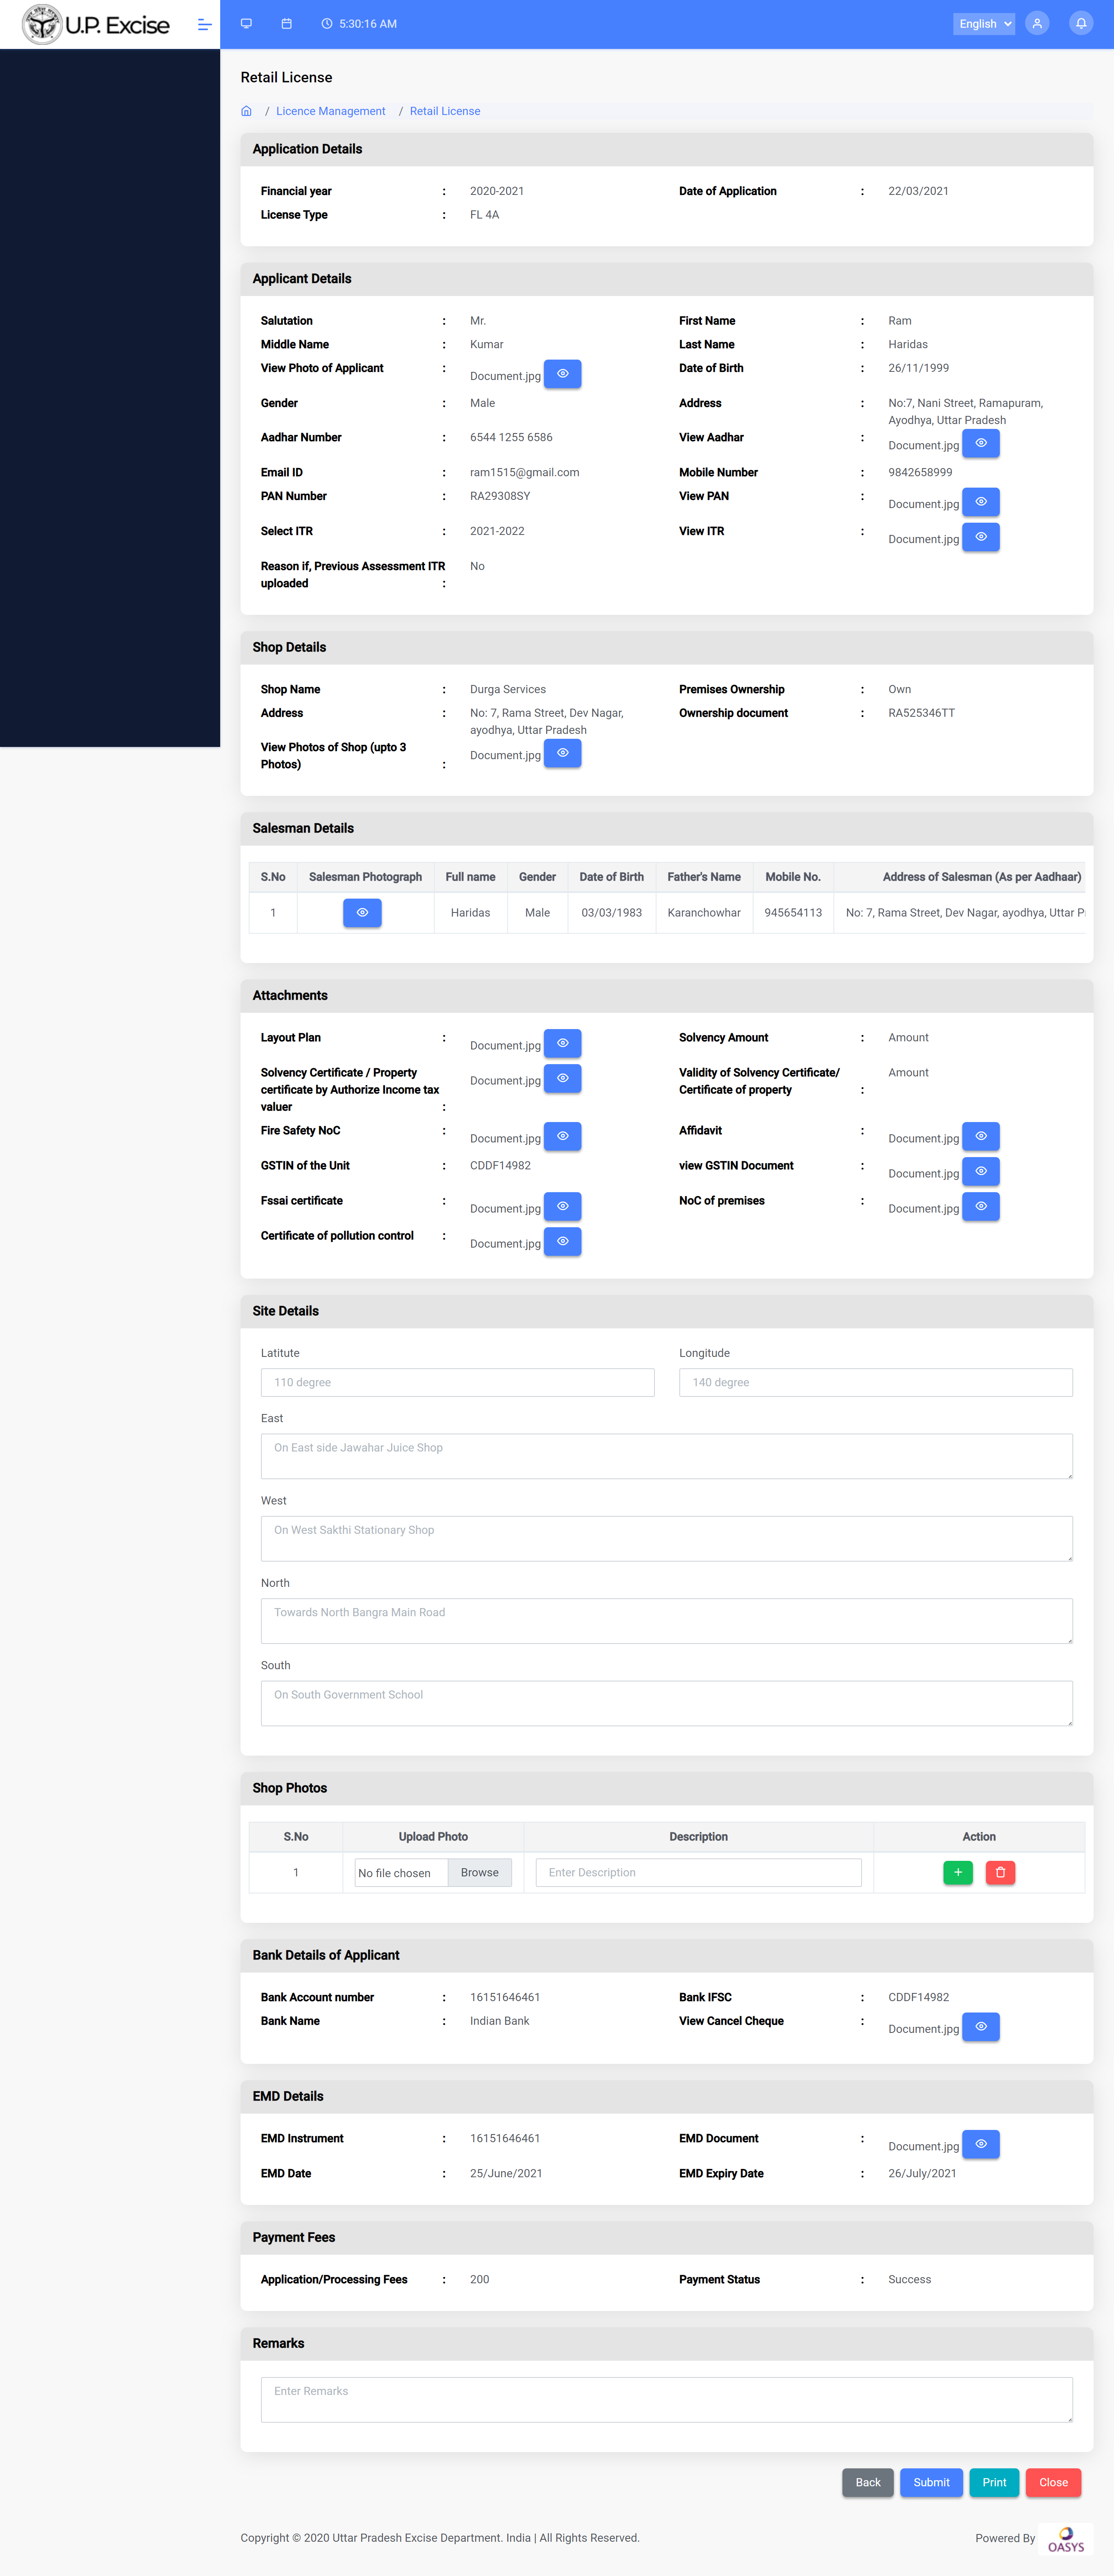 U.P. Excise
5:30:16 AM
English
Retail License
/ Licence Management / Retail License
Application Details
Financial year : 2020-2021 Date of Application : 22/03/2021
License Type : FL 4A
Applicant Details
Salutation : Mr. First Name : Ram
Middle Name : Kumar Last Name : Haridas
View Photo of Applicant : Document.jpg Date of Birth : 26/11/1999
Gender : Male Address : No:7, Nani Street, Ramapuram,
Ayodhya, Uttar Pradesh
Aadhar Number : 6544 1255 6586 View Aadhar : Document.jpg
Email ID : ram1515@gmail.com Mobile Number : 9842658999
PAN Number : RA29308SY View PAN : Document.jpg
Select ITR : 2021-2022 View ITR : Document.jpg
Reason if, Previous Assessment ITR No
uploaded :
Shop Details
Shop Name : Durga Services Premises Ownership : Own
Address : No: 7, Rama Street, Dev Nagar, Ownership document : RA525346TT
ayodhya, Uttar Pradesh
View Photos of Shop (upto 3 Document.jpg
Photos) :
Salesman Details
S.No Salesman Photograph Full name Gender Date of Birth Father's Name Mobile No. Address of Salesman (As per Aadhaar)
1 Haridas Male 03/03/1983 Karanchowhar 945654113 No: 7, Rama Street, Dev Nagar, ayodhya, Uttar P
Attachments
Layout Plan : Document.jpg Solvency Amount : Amount
Solvency Certificate / Property Document.jpg Validity of Solvency Certificate/ Amount
certificate by Authorize Income tax Certificate of property :
valuer :
Fire Safety NoC : Document.jpg Affidavit : Document.jpg
GSTIN of the Unit : CDDF14982 view GSTIN Document : Document.jpg
Fssai certificate : Document.jpg NoC of premises : Document.jpg
Certificate of pollution control : Document.jpg
Site Details
Latitute Longitude
110 degree 140 degree
East
On East side Jawahar Juice Shop
West
On West Sakthi Stationary Shop
North
Towards North Bangra Main Road
South
On South Government School
Shop Photos
S.No Upload Photo Description Action
1 No file chosen Browse Enter Description +
Bank Details of Applicant
Bank Account number : 16151646461 Bank IFSC : CDDF14982
Bank Name : Indian Bank View Cancel Cheque : Document.jpg
EMD Details
EMD Instrument : 16151646461 EMD Document : Document.jpg
EMD Date : 25/June/2021 EMD Expiry Date : 26/July/2021
Payment Fees
Application/Processing Fees : 200 Payment Status : Success
Remarks
Enter Remarks
Back Submit Print Close
Copyright © 2020 Uttar Pradesh Excise Department. India | All Rights Reserved. Powered By OASYS